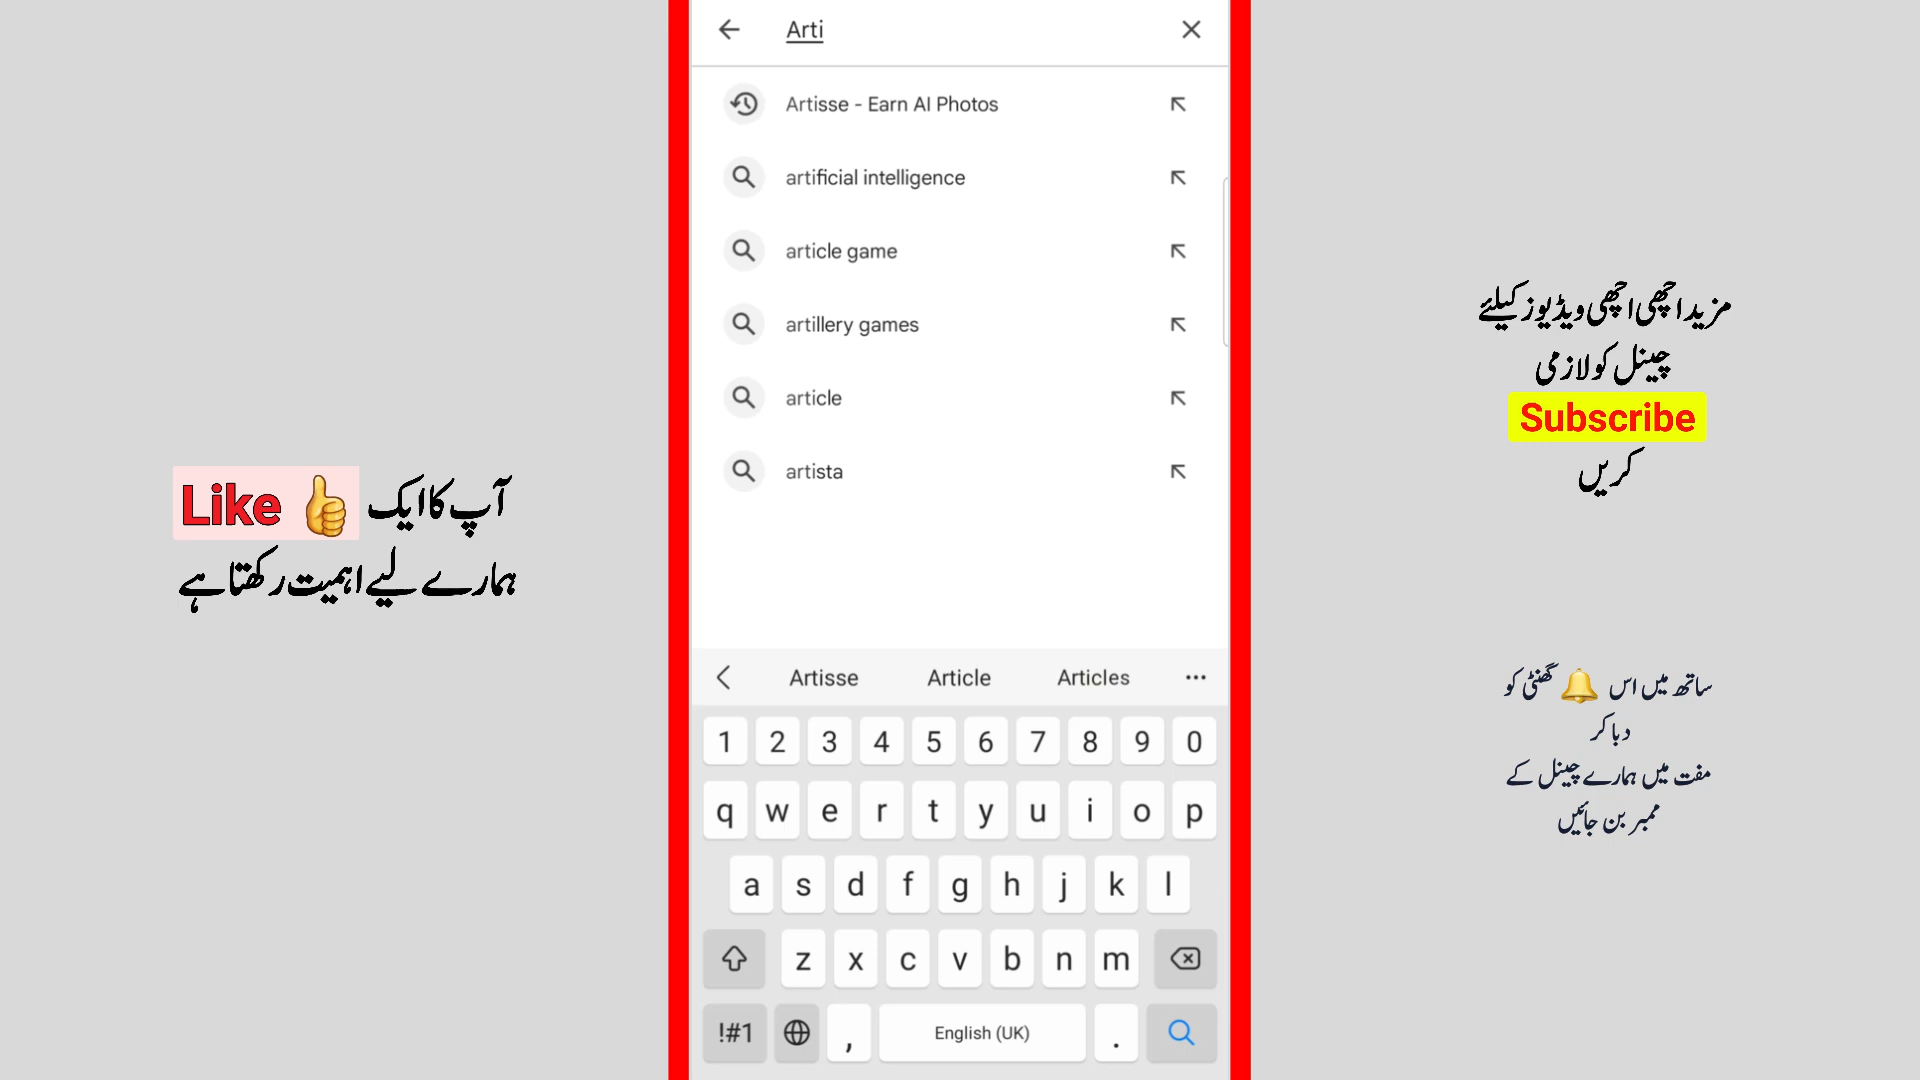 Arti
Artisse - Earn AI Photos
artificial intelligence
article game
artillery games
article
artista
Artisse Article Articles
1 2 3 4 5 6 7 8 9 0
q w e r t y u i o p
a s d f g h j k l
z x c v b n m
!#1 , English (UK) .
آپ کا ایک Like 👍
ہمارے لیے اہمیت رکھتا ہے
مزید اچھی اچھی ویڈیوز کیلئے
چینل کو لازمی
Subscribe
کریں
ساتھ میں اس 🔔 گھنٹی کو
دبا کر
مفت میں ہمارے چینل کے
ممبر بن جائیں